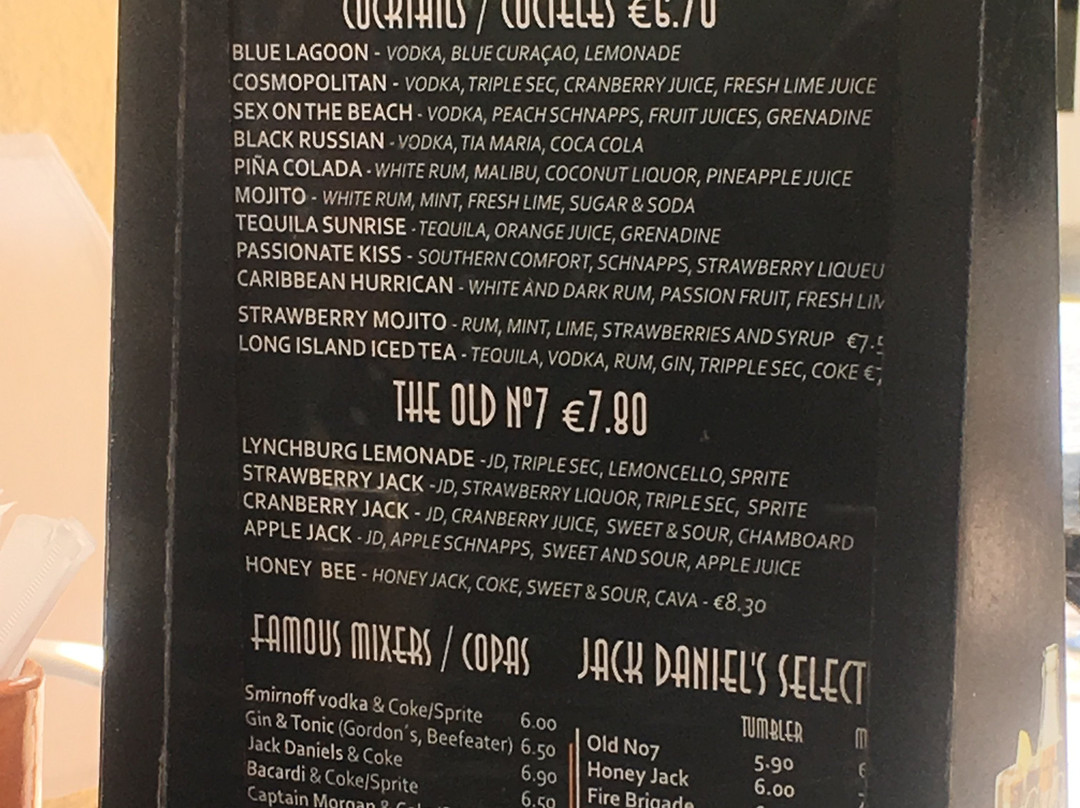 COCKTAILS / COCTELES €6.70
BLUE LAGOON - VODKA, BLUE CURAÇAO, LEMONADE
COSMOPOLITAN - VODKA, TRIPLE SEC, CRANBERRY JUICE, FRESH LIME JUICE
SEX ON THE BEACH - VODKA, PEACH SCHNAPPS, FRUIT JUICES, GRENADINE
BLACK RUSSIAN - VODKA, TIA MARIA, COCA COLA
PIÑA COLADA - WHITE RUM, MALIBU, COCONUT LIQUOR, PINEAPPLE JUICE
MOJITO - WHITE RUM, MINT, FRESH LIME, SUGAR & SODA
TEQUILA SUNRISE - TEQUILA, ORANGE JUICE, GRENADINE
PASSIONATE KISS - SOUTHERN COMFORT, SCHNAPPS, STRAWBERRY LIQUEU
CARIBBEAN HURRICAN - WHITE AND DARK RUM, PASSION FRUIT, FRESH LIM
STRAWBERRY MOJITO - RUM, MINT, LIME, STRAWBERRIES AND SYRUP €7.5
LONG ISLAND ICED TEA - TEQUILA, VODKA, RUM, GIN, TRIPPLE SEC, COKE €7
THE OLD Nº7 €7.80
LYNCHBURG LEMONADE - JD, TRIPLE SEC, LEMONCELLO, SPRITE
STRAWBERRY JACK - JD, STRAWBERRY LIQUOR, TRIPLE SEC, SPRITE
CRANBERRY JACK - JD, CRANBERRY JUICE, SWEET & SOUR, CHAMBOARD
APPLE JACK - JD, APPLE SCHNAPPS, SWEET AND SOUR, APPLE JUICE
HONEY BEE - HONEY JACK, COKE, SWEET & SOUR, CAVA - €8.30
FAMOUS MIXERS / COPAS
Smirnoff vodka & Coke/Sprite 6.00
Gin & Tonic (Gordon´s, Beefeater) 6.50
Jack Daniels & Coke 6.90
Bacardi & Coke/Sprite 6.50
Captain Morgan &
JACK DANIEL'S SELECT
TUMBLER M
Old No7 5.90
Honey Jack 6.00
Fire Brigade